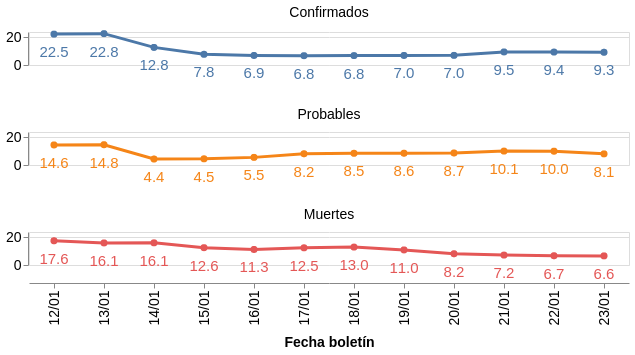 Confirmados
20
0
22.5 22.8 12.8 7.8 6.9 6.8 6.8 7.0 7.0 9.5 9.4 9.3
Probables
20
0
14.6 14.8 4.4 4.5 5.5 8.2 8.5 8.6 8.7 10.1 10.0 8.1
Muertes
20
0
17.6 16.1 16.1 12.6 11.3 12.5 13.0 11.0 8.2 7.2 6.7 6.6
12/01 13/01 14/01 15/01 16/01 17/01 18/01 19/01 20/01 21/01 22/01 23/01
Fecha boletín